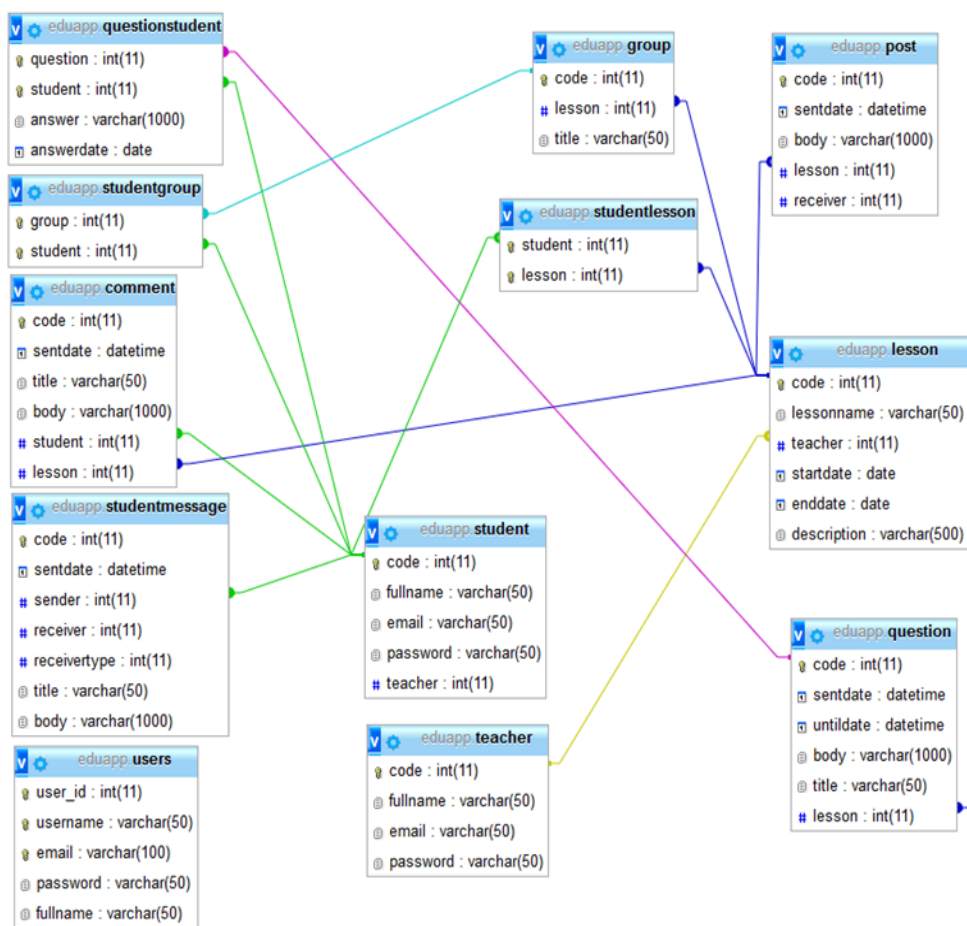 eduapp.questionstudent
question : int(11)
student : int(11)
answer : varchar(1000)
answerdate : date
eduapp.studentgroup
group : int(11)
student : int(11)
eduapp.comment
code : int(11)
sentdate : datetime
title : varchar(50)
body : varchar(1000)
student : int(11)
lesson : int(11)
eduapp.studentmessage
code : int(11)
sentdate : datetime
sender : int(11)
receiver : int(11)
receivertype : int(11)
title : varchar(50)
body : varchar(1000)
eduapp.users
user_id : int(11)
username : varchar(50)
email : varchar(100)
password : varchar(50)
fullname : varchar(50)
eduapp.group
code : int(11)
lesson : int(11)
title : varchar(50)
eduapp.studentlesson
student : int(11)
lesson : int(11)
eduapp.student
code : int(11)
fullname : varchar(50)
email : varchar(50)
password : varchar(50)
teacher : int(11)
eduapp.teacher
code : int(11)
fullname : varchar(50)
email : varchar(50)
password : varchar(50)
eduapp.post
code : int(11)
sentdate : datetime
body : varchar(1000)
lesson : int(11)
receiver : int(11)
eduapp.lesson
code : int(11)
lessonname : varchar(50)
teacher : int(11)
startdate : date
enddate : date
description : varchar(500)
eduapp.question
code : int(11)
sentdate : datetime
untildate : datetime
body : varchar(1000)
title : varchar(50)
lesson : int(11)